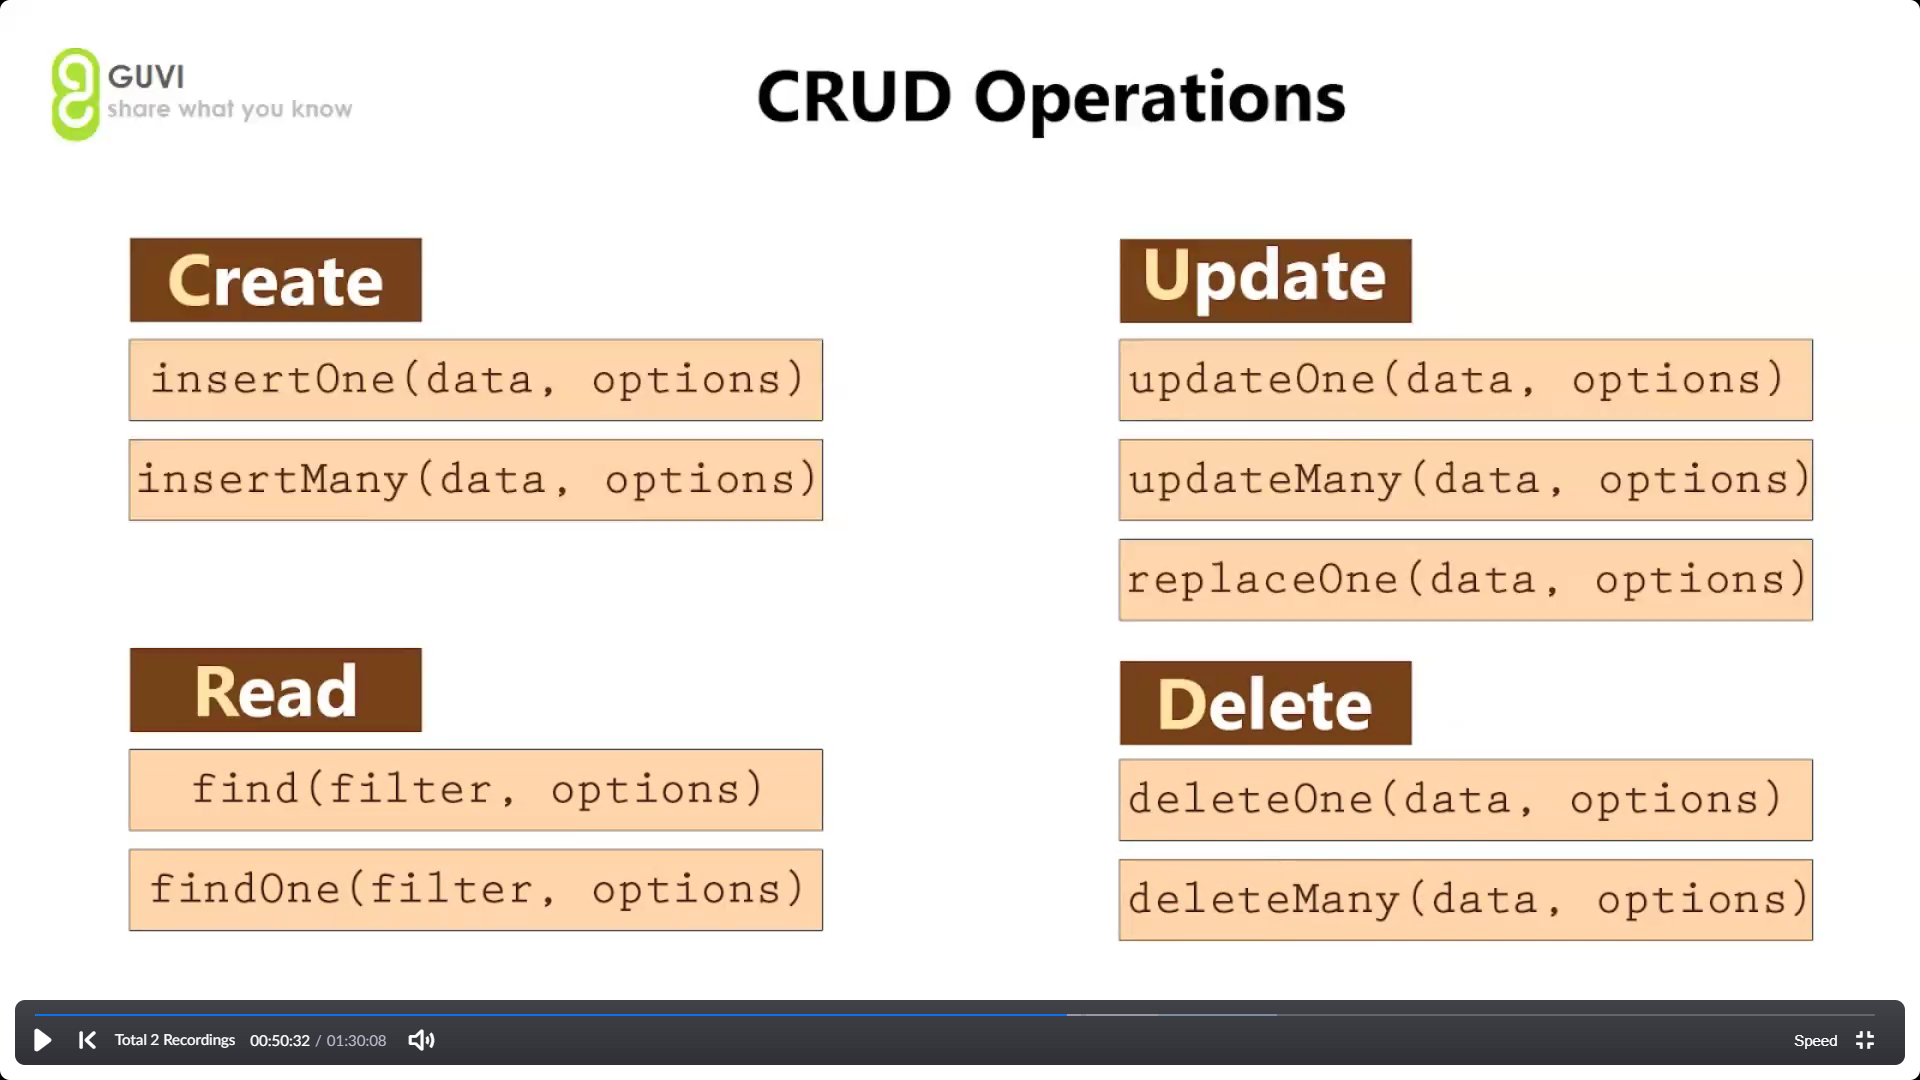 GUVI
share what you know
CRUD Operations
Create
insertOne(data, options)
insertMany(data, options)
Read
find(filter, options)
findOne(filter, options)
Update
updateOne(data, options)
updateMany(data, options)
replaceOne(data, options)
Delete
deleteOne(data, options)
deleteMany(data, options)
Total 2 Recordings 00:50:32 / 01:30:08 Speed